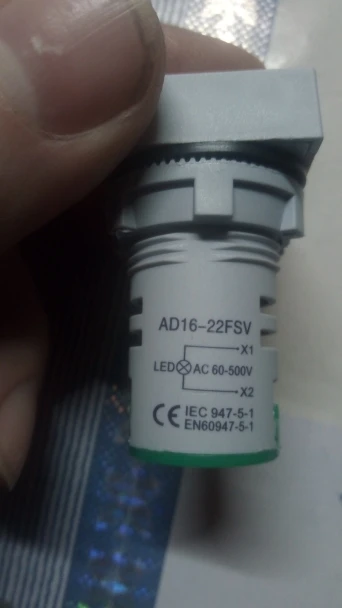 AD16-22FSV
X1
LED AC 60-500V
X2
CE IEC 947-5-1
EN60947-5-1